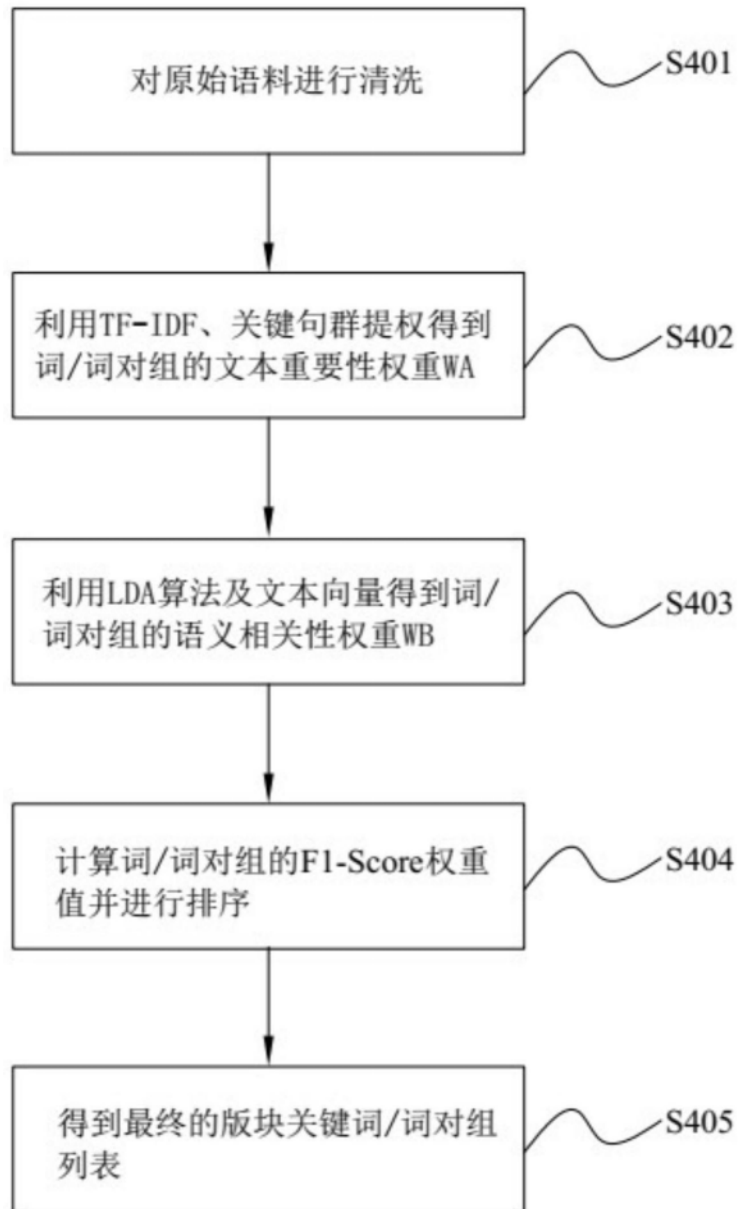 对原始语料进行清洗
S401
利用TF-IDF、关键句群提权得到
词/词对组的文本重要性权重WA
S402
利用LDA算法及文本向量得到词/
词对组的语义相关性权重WB
S403
计算词/词对组的F1-Score权重
值并进行排序
S404
得到最终的版块关键词/词对组
列表
S405